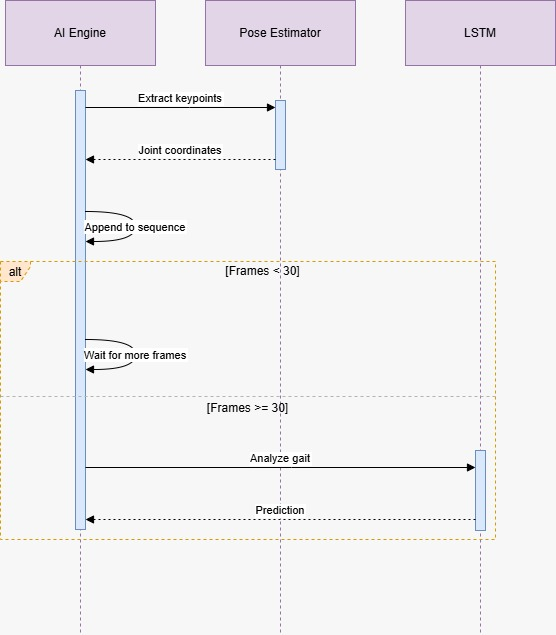 AI Engine
Pose Estimator
LSTM
Extract keypoints
Joint coordinates
Append to sequence
alt
[Frames < 30]
Wait for more frames
[Frames >= 30]
Analyze gait
Prediction